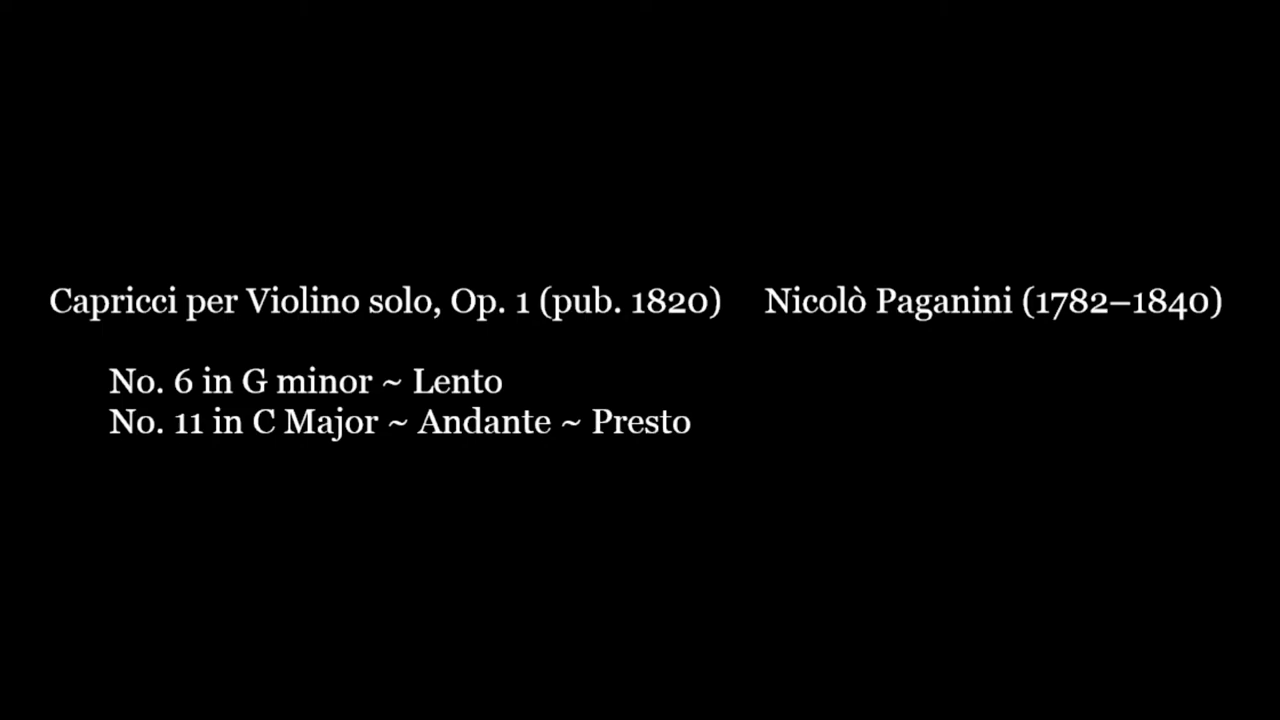 Capricci per Violino solo, Op. 1 (pub. 1820) Nicolò Paganini (1782–1840)
No. 6 in G minor ~ Lento
No. 11 in C Major ~ Andante ~ Presto